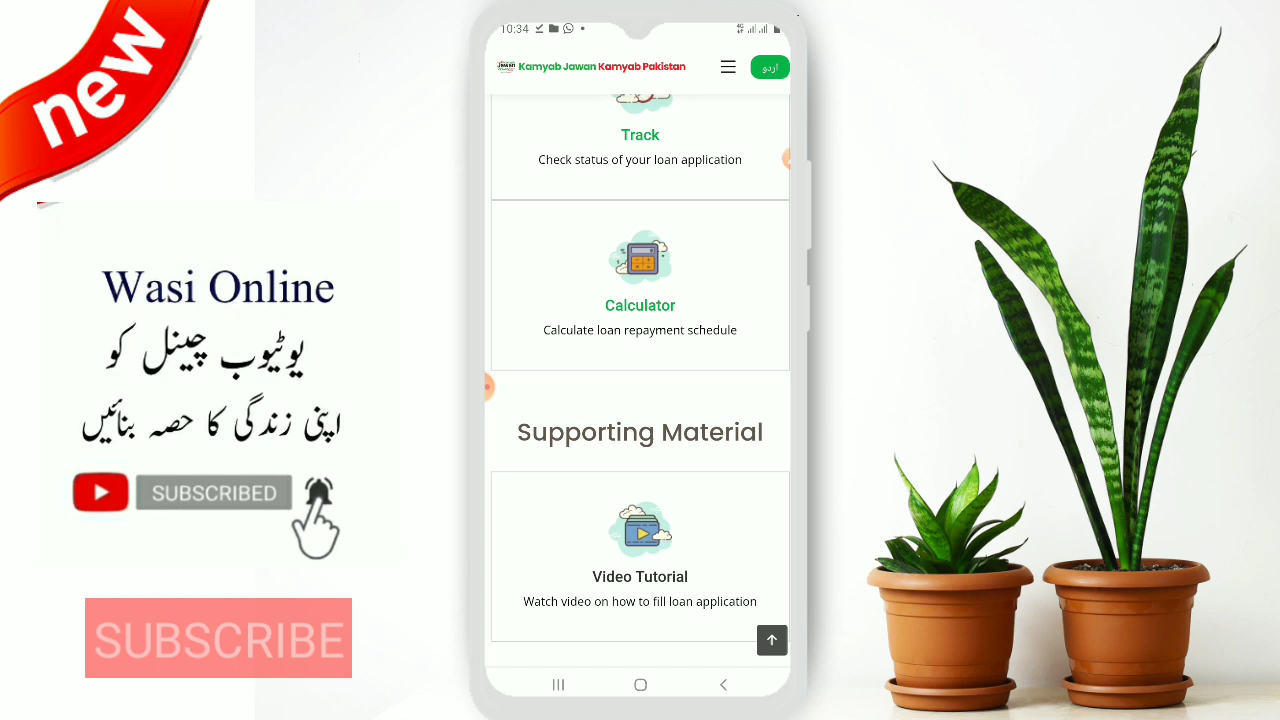 new
Wasi Online
یوٹیوب چینل کو
اپنی زندگی کا حصہ بنائیں
SUBSCRIBED
SUBSCRIBE
10:34
4G
Kamyab Jawan Kamyab Pakistan
اردو
Track
Check status of your loan application
Calculator
Calculate loan repayment schedule
Supporting Material
Video Tutorial
Watch video on how to fill loan application